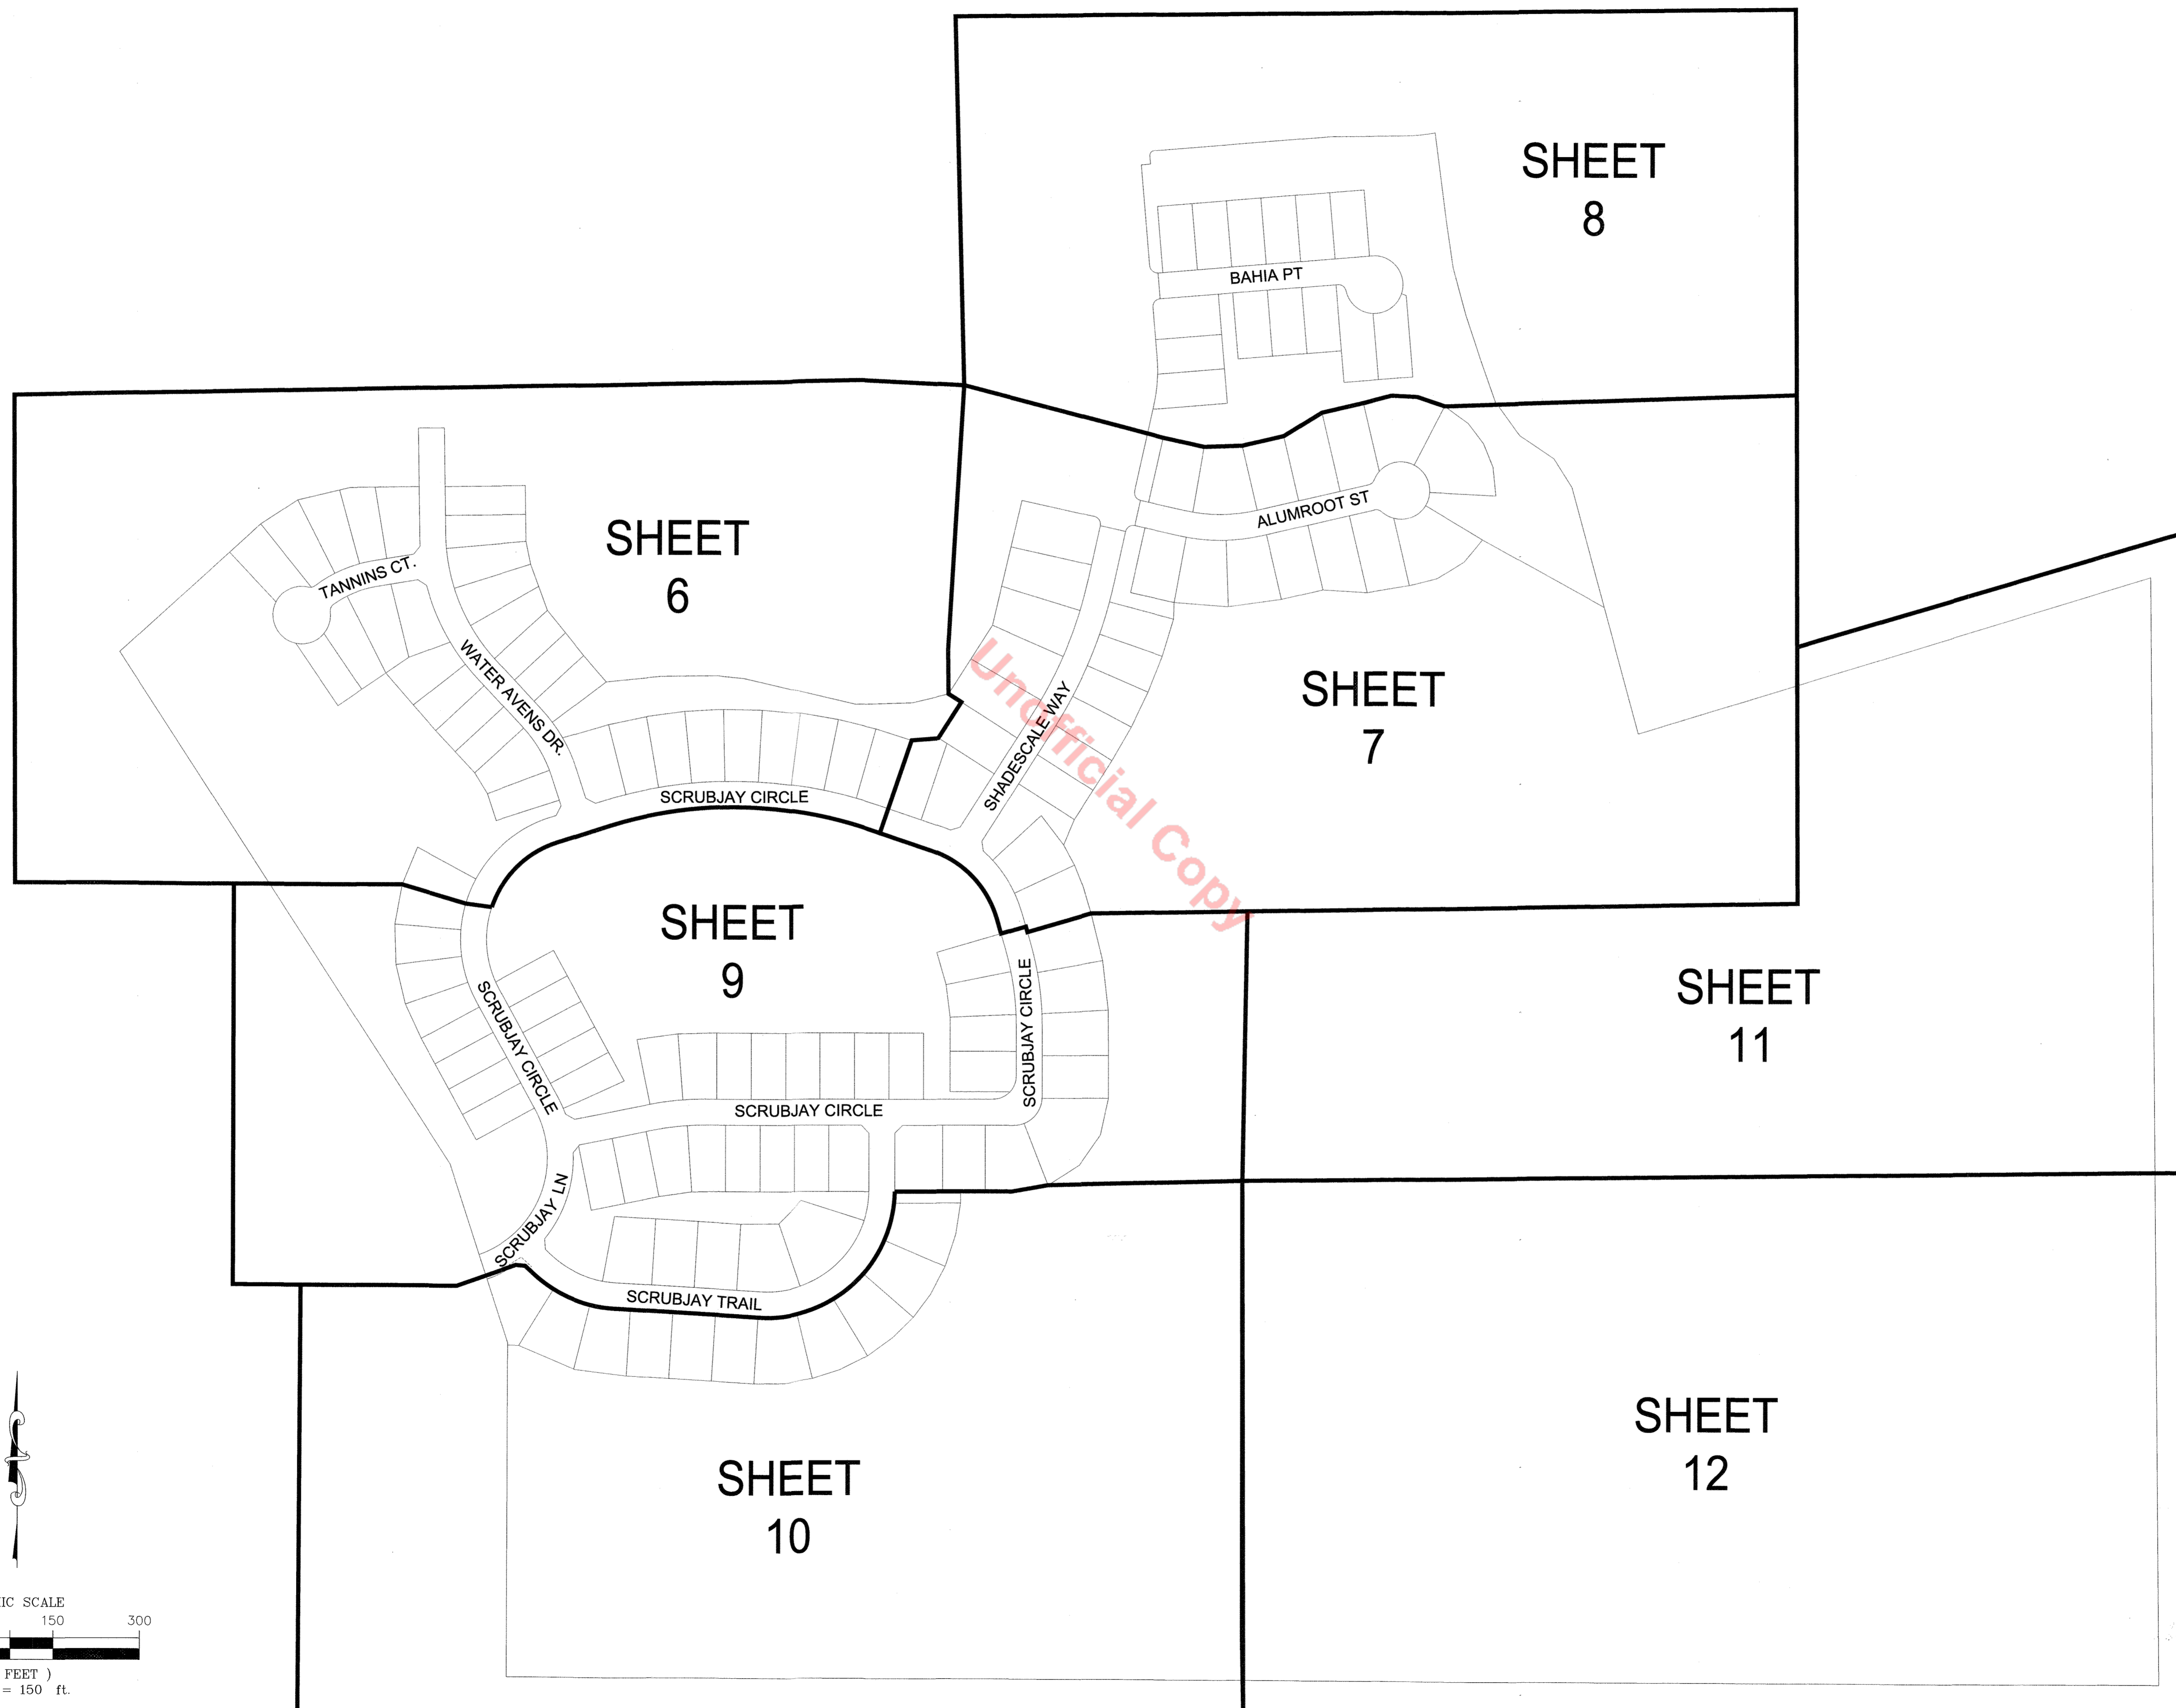 SHEET
8
BAHIA PT
ALUMROOT ST
SHEET
6
TANNINS CT.
WATER AVENS DR.
SHEET
7
SHADESCALE WAY
Unofficial Copy
SCRUBJAY CIRCLE
SHEET
9
SCRUBJAY CIRCLE
SCRUBJAY CIRCLE
SHEET
11
SCRUBJAY CIRCLE
SCRUBJAY LN
SCRUBJAY TRAIL
SHEET
12
SHEET
10
IC SCALE
150 300
FEET )
= 150 ft.